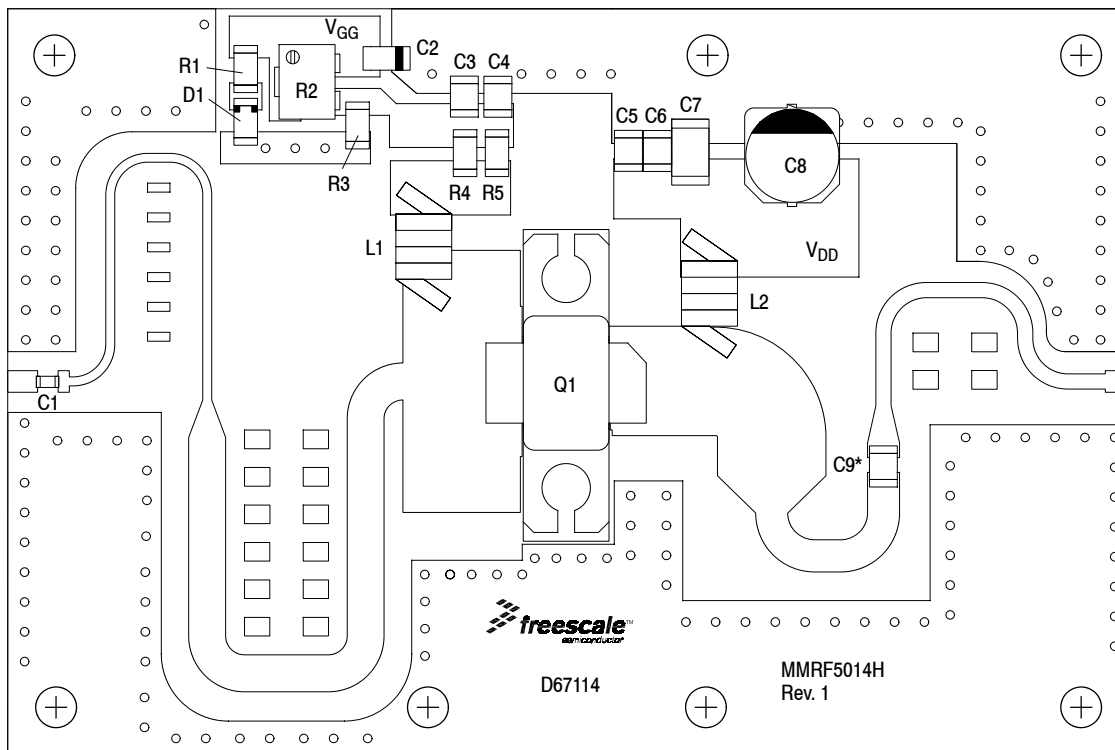 VGG
C2
C3 C4
R1
R2
D1
C5 C6 C7
C8
R3
R4 R5
L1
VDD
L2
Q1
C1
C9*
freescale™
semiconductor
D67114
MMRF5014H
Rev. 1